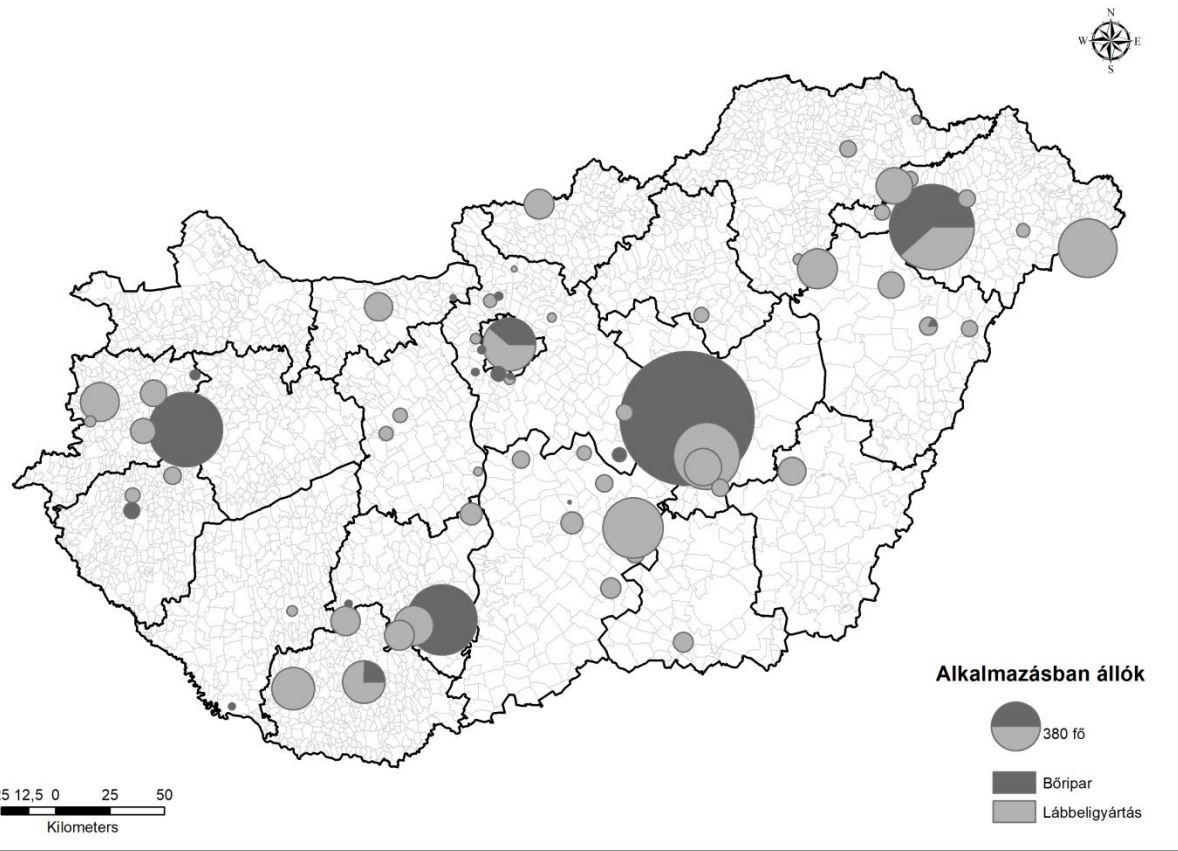 N
W E
S
Alkalmazásban állók
380 fő
Bőripar
Lábbeligyártás
25 12,5 0 25 50
Kilometers